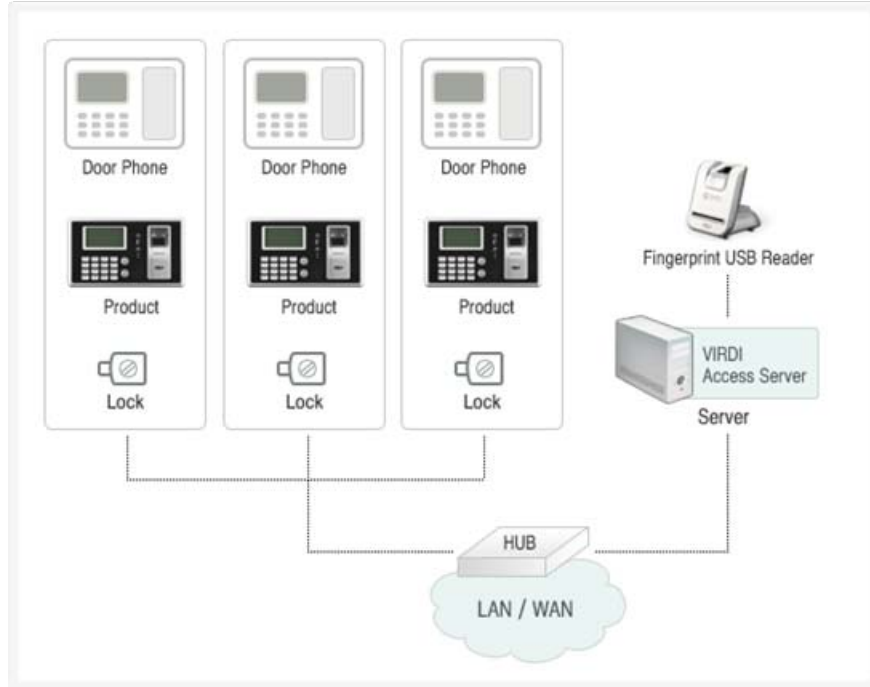 Door Phone
Door Phone
Door Phone
Product
Product
Product
Lock
Lock
Lock
Fingerprint USB Reader
VIRDI
Access Server
Server
HUB
LAN / WAN